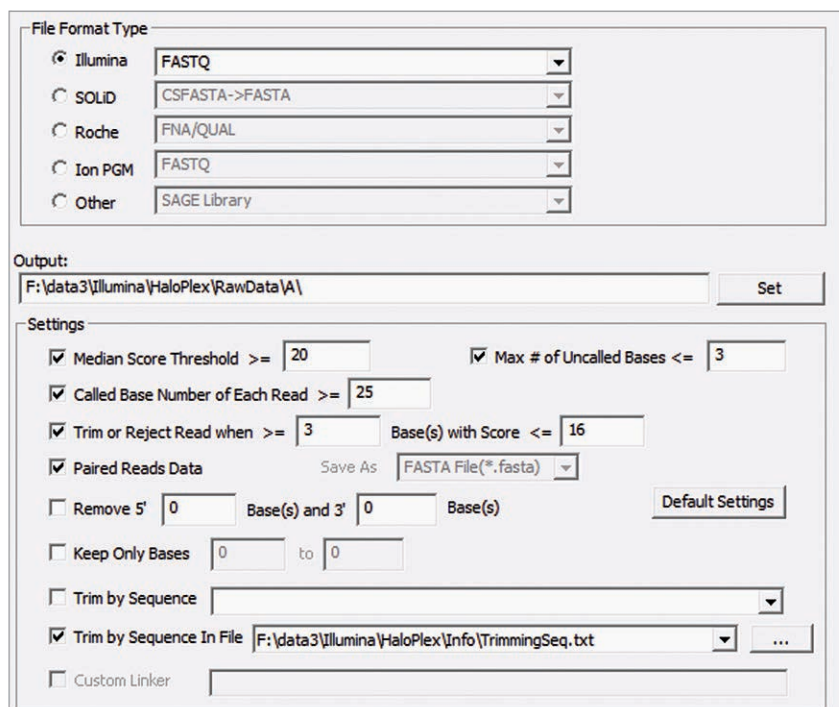 File Format Type
Illumina FASTQ
SOLiD CSFASTA->FASTA
Roche FNA/QUAL
Ion PGM FASTQ
Other SAGE Library
Output:
F:\data3\Illumina\HaloPlex\RawData\A\ Set
Settings
Median Score Threshold >= 20 Max # of Uncalled Bases <= 3
Called Base Number of Each Read >= 25
Trim or Reject Read when >= 3 Base(s) with Score <= 16
Paired Reads Data Save As FASTA File(*.fasta)
Remove 5' 0 Base(s) and 3' 0 Base(s) Default Settings
Keep Only Bases 0 to 0
Trim by Sequence
Trim by Sequence In File F:\data3\Illumina\HaloPlex\Info\TrimmingSeq.txt ...
Custom Linker